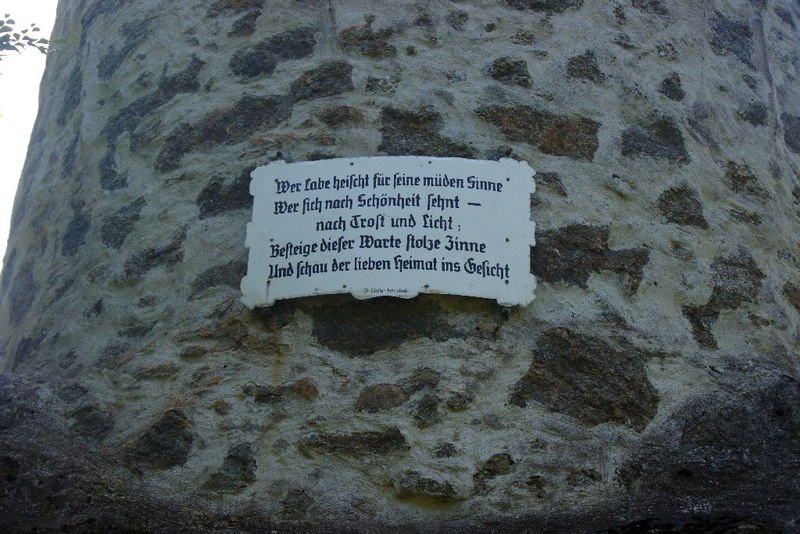 Wer Labe heischt für seine müden Sinne
Wer sich nach Schönheit sehnt —
nach Trost und Licht;
Besteige dieser Warte stolze Zinne
Und schau der lieben Heimat ins Gesicht